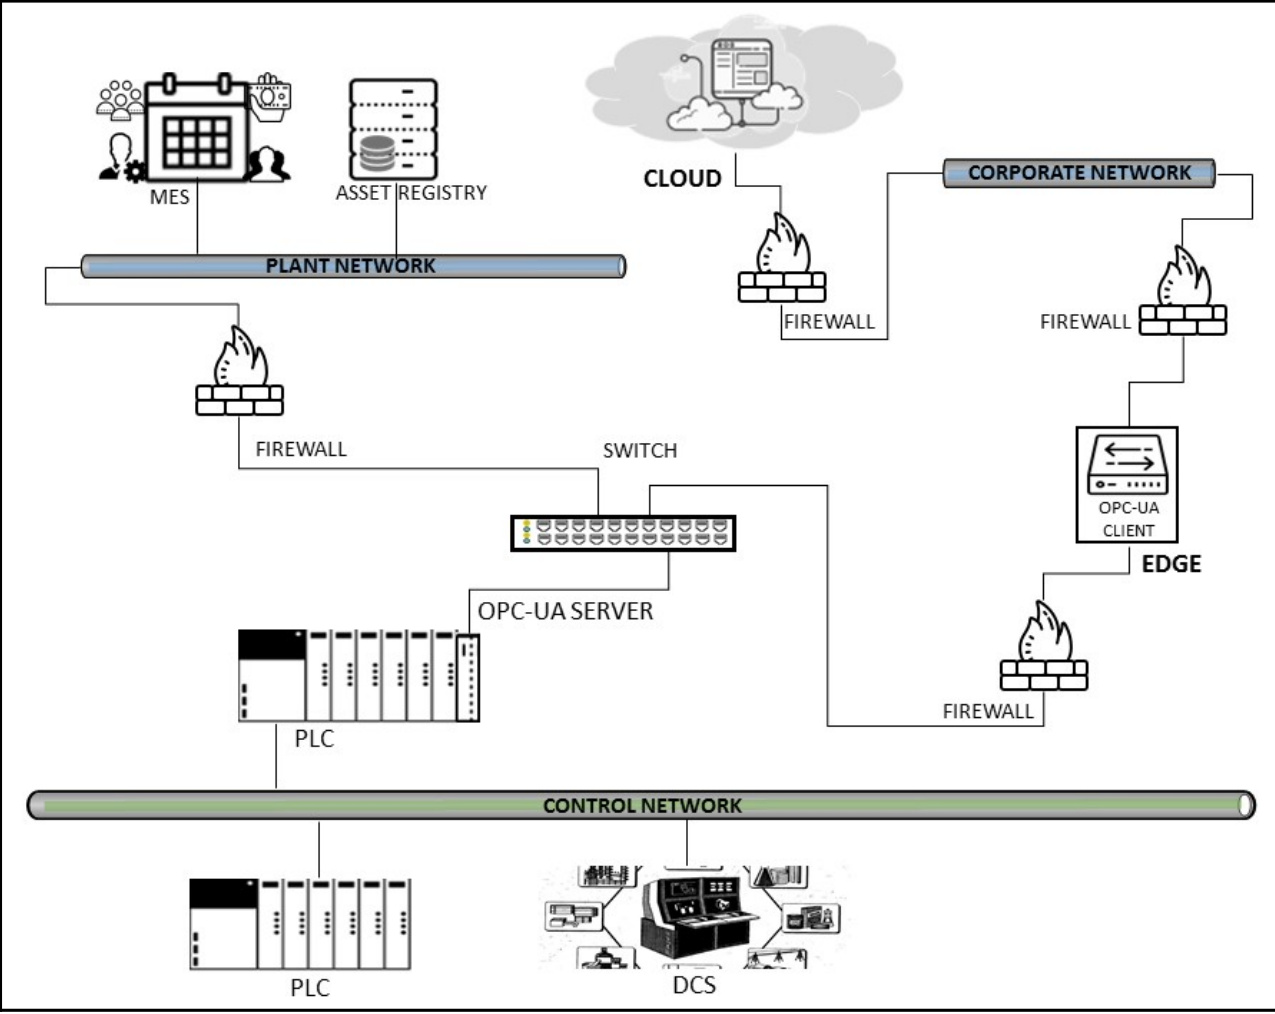 MES
ASSET REGISTRY
CLOUD
CORPORATE NETWORK
PLANT NETWORK
FIREWALL
FIREWALL
FIREWALL
SWITCH
OPC-UA
CLIENT
EDGE
OPC-UA SERVER
FIREWALL
PLC
CONTROL NETWORK
PLC
DCS